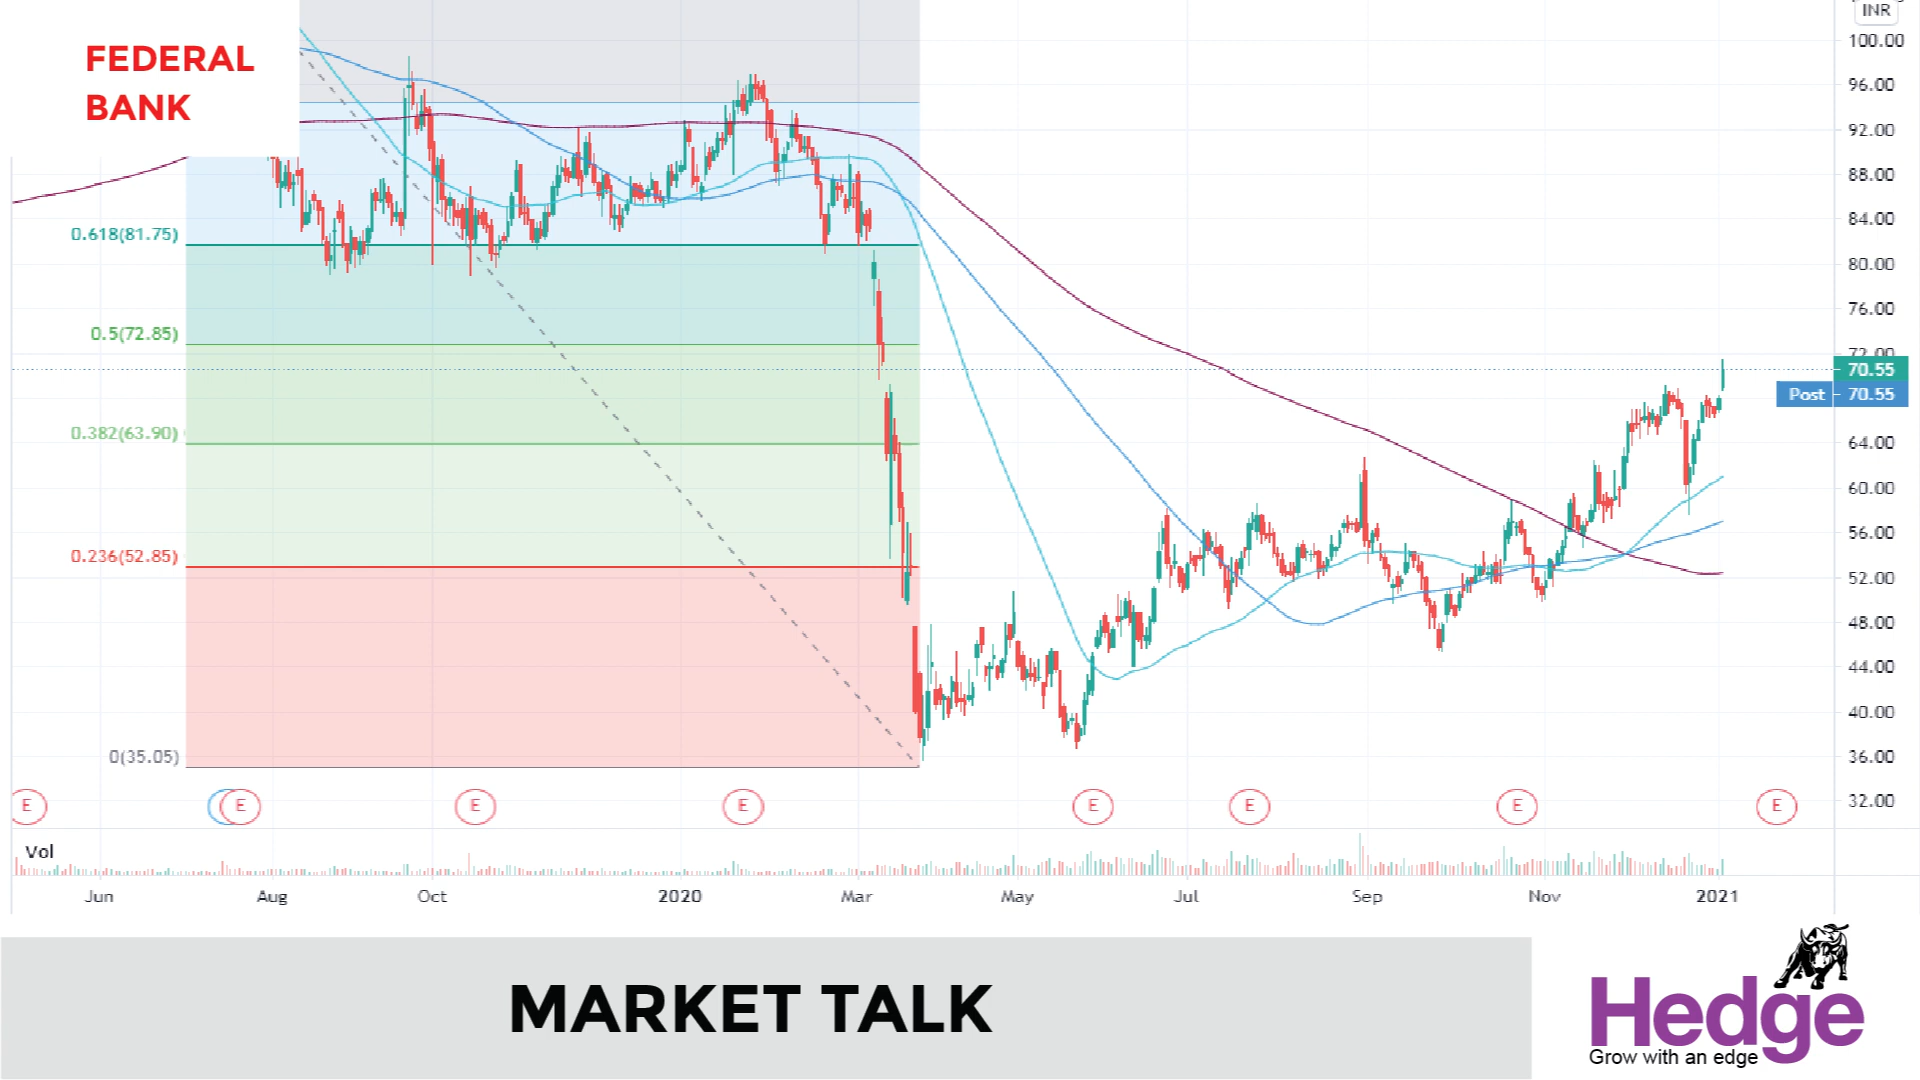 FEDERAL
BANK
INR
100.00
96.00
92.00
88.00
84.00
80.00
76.00
72.00
70.55
Post 70.55
64.00
60.00
56.00
52.00
48.00
44.00
40.00
36.00
32.00
0.618(81.75)
0.5(72.85)
0.382(63.90)
0.236(52.85)
0(35.05)
E E E E E E E E
Vol
Jun Aug Oct 2020 Mar May Jul Sep Nov 2021
MARKET TALK
Hedge
Grow with an edge